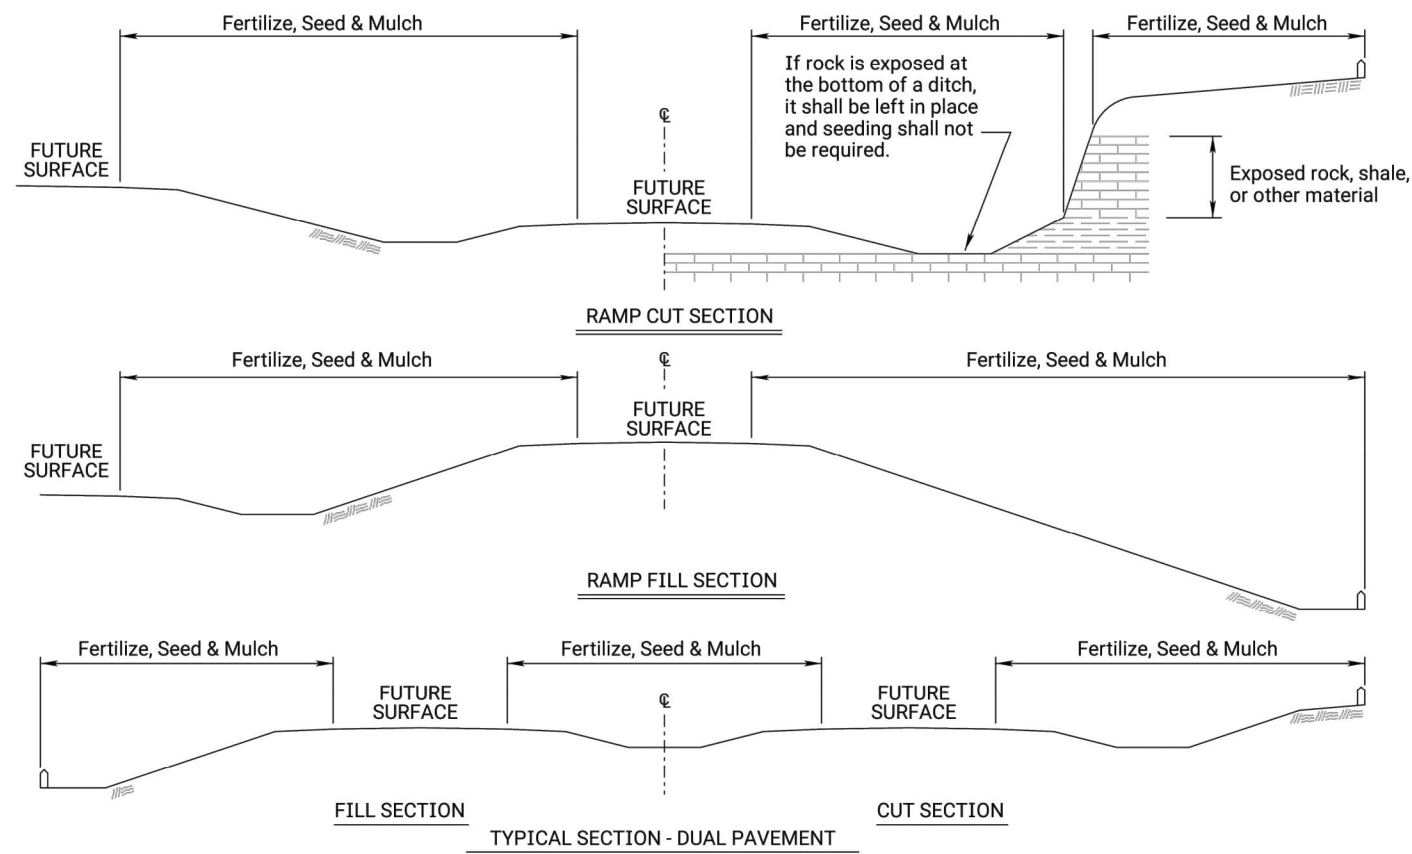 Fertilize, Seed & Mulch
Fertilize, Seed & Mulch
Fertilize, Seed & Mulch
If rock is exposed at
the bottom of a ditch,
it shall be left in place
and seeding shall not
be required.
℄
FUTURE
SURFACE
FUTURE
SURFACE
Exposed rock, shale,
or other material
RAMP CUT SECTION
Fertilize, Seed & Mulch
℄
Fertilize, Seed & Mulch
FUTURE
SURFACE
FUTURE
SURFACE
RAMP FILL SECTION
Fertilize, Seed & Mulch
Fertilize, Seed & Mulch
Fertilize, Seed & Mulch
FUTURE
SURFACE
℄
FUTURE
SURFACE
FILL SECTION
CUT SECTION
TYPICAL SECTION - DUAL PAVEMENT